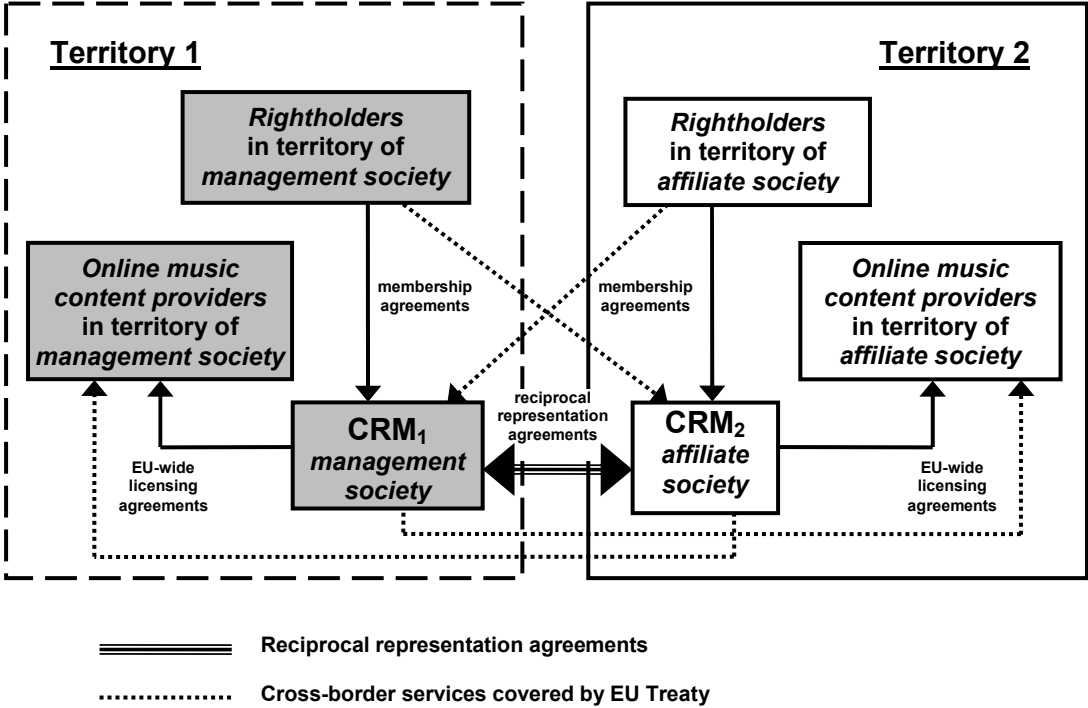 Territory 1
Territory 2
Rightholders
in territory of
management society
Rightholders
in territory of
affiliate society
Online music
content providers
in territory of
management society
Online music
content providers
in territory of
affiliate society
membership
agreements
membership
agreements
reciprocal
representation
agreements
CRM₁
management
society
CRM₂
affiliate
society
EU-wide
licensing
agreements
EU-wide
licensing
agreements
Reciprocal representation agreements
Cross-border services covered by EU Treaty